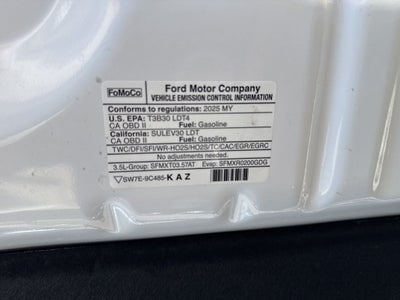 FoMoCo
Ford Motor Company
VEHICLE EMISSION CONTROL INFORMATION
Conforms to regulations: 2025 MY
U.S. EPA: T3B30 LDT4
CA OBD II Fuel: Gasoline
California: SULEV30 LDT
CA OBD II Fuel: Gasoline
TWC/DFI/SFI/WR-HO2S/HO2S/TC/CAC/EGR/EGRC
No adjustments needed.
3.5L-Group: SFMXT03.57AT Evap: SFMXR0200GDG
SW7E-9C485-KAZ